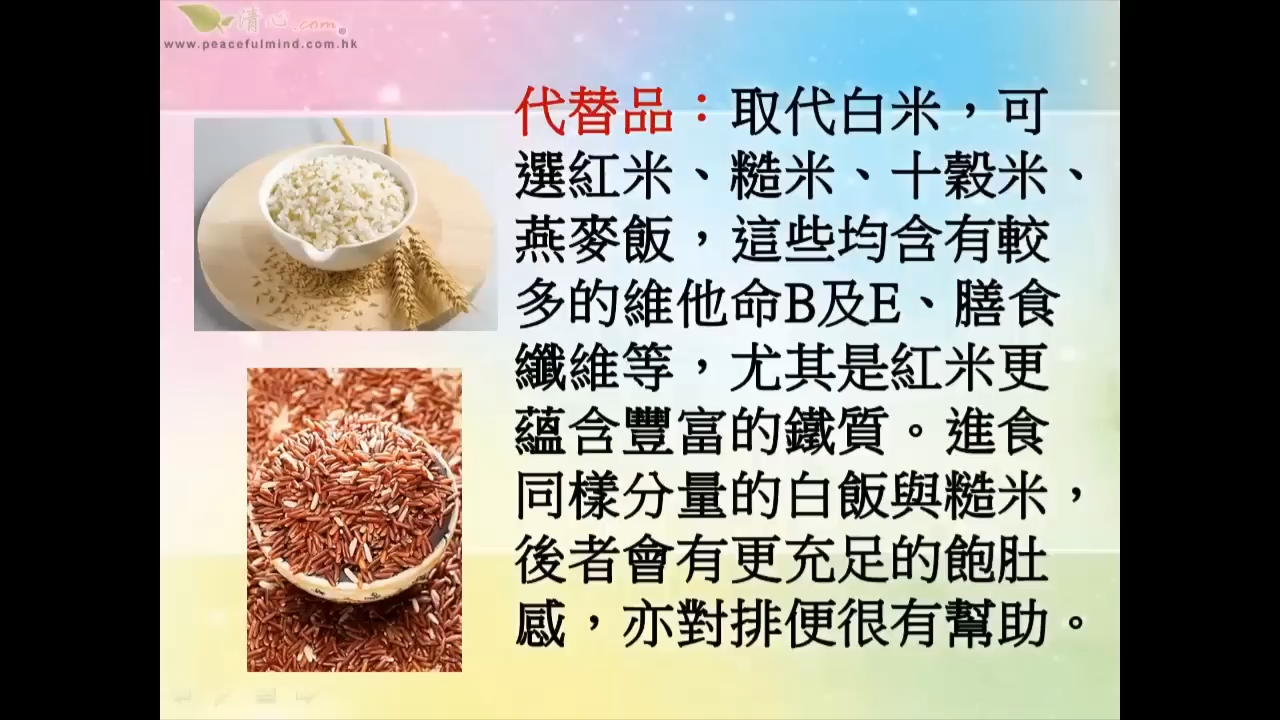 清心.com
www.peacefulmind.com.hk
代替品：取代白米，可
選紅米、糙米、十穀米、
燕麥飯，這些均含有較
多的維他命B及E、膳食
纖維等，尤其是紅米更
蘊含豐富的鐵質。進食
同樣分量的白飯與糙米，
後者會有更充足的飽肚
感，亦對排便很有幫助。